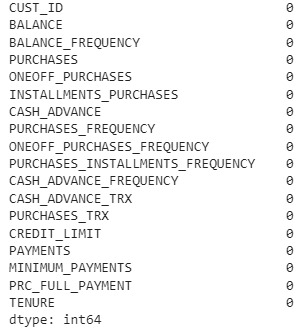 CUST_ID 0
BALANCE 0
BALANCE_FREQUENCY 0
PURCHASES 0
ONEOFF_PURCHASES 0
INSTALLMENTS_PURCHASES 0
CASH_ADVANCE 0
PURCHASES_FREQUENCY 0
ONEOFF_PURCHASES_FREQUENCY 0
PURCHASES_INSTALLMENTS_FREQUENCY 0
CASH_ADVANCE_FREQUENCY 0
CASH_ADVANCE_TRX 0
PURCHASES_TRX 0
CREDIT_LIMIT 0
PAYMENTS 0
MINIMUM_PAYMENTS 0
PRC_FULL_PAYMENT 0
TENURE 0
dtype: int64